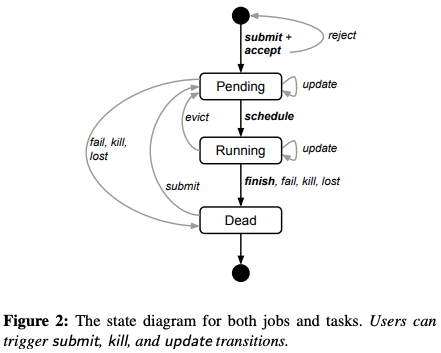 submit +
accept
reject
Pending
update
evict
schedule
fail, kill,
lost
Running
update
submit
finish, fail, kill, lost
Dead
Figure 2: The state diagram for both jobs and tasks. Users can
trigger submit, kill, and update transitions.